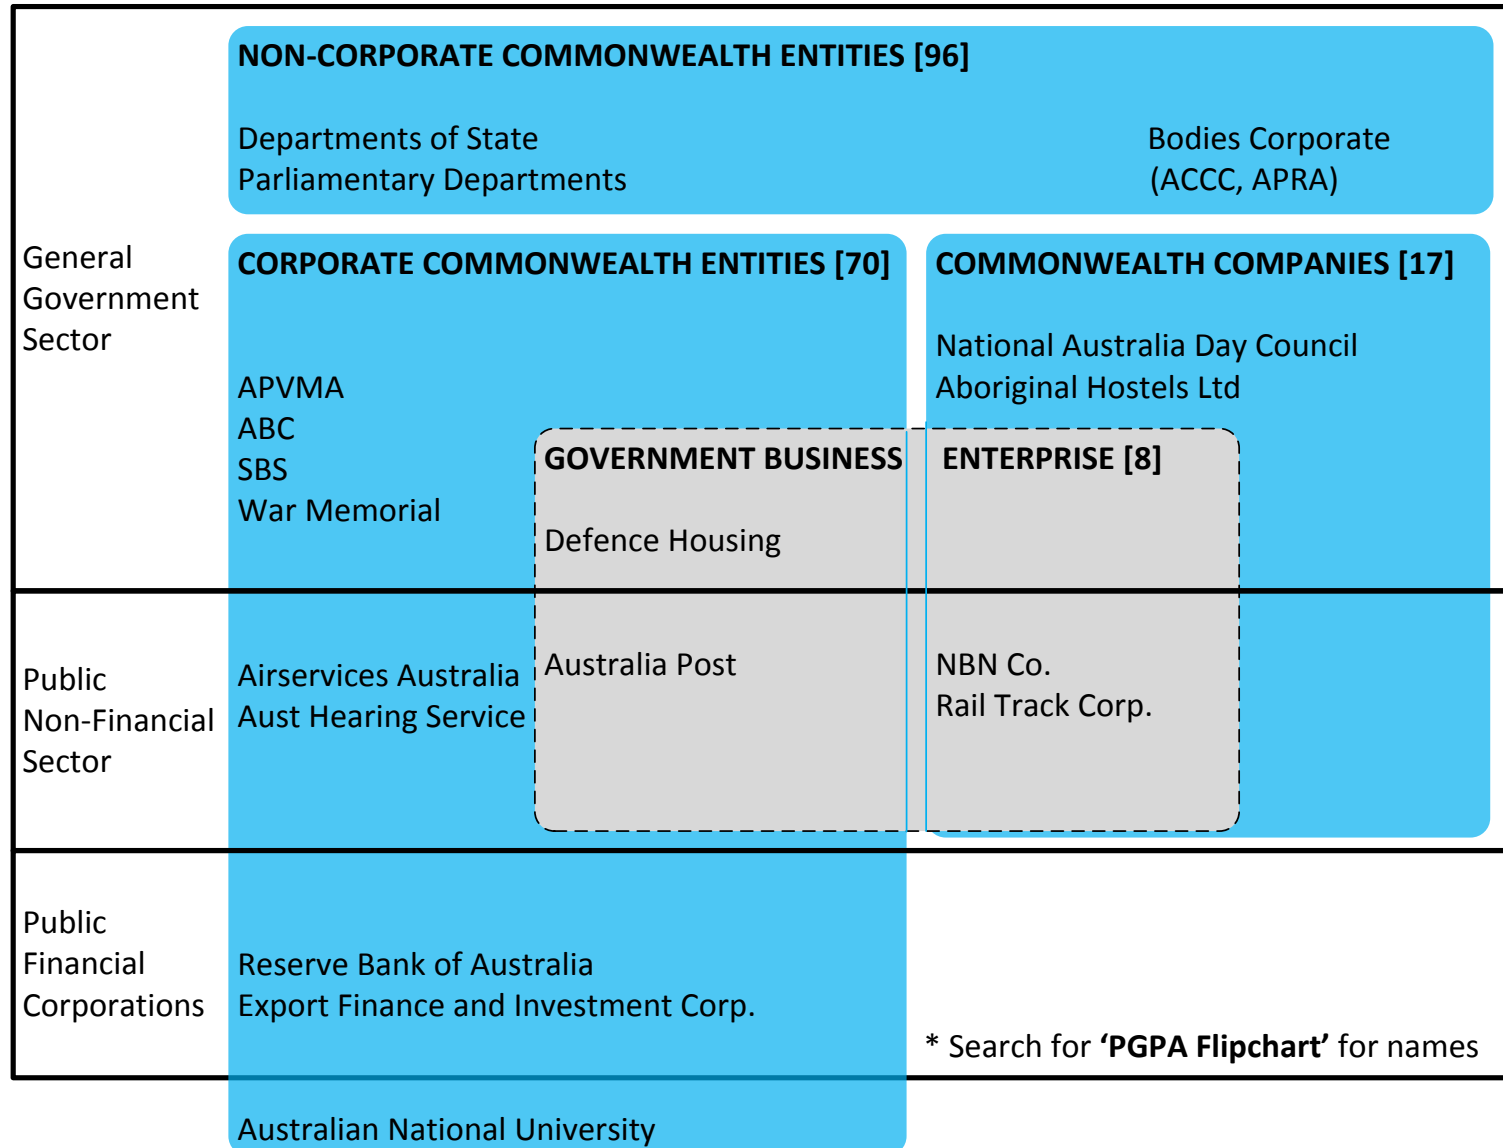 NON-CORPORATE COMMONWEALTH ENTITIES [96]
Departments of State
Parliamentary Departments
Bodies Corporate
(ACCC, APRA)
General
Government
Sector
CORPORATE COMMONWEALTH ENTITIES [70]
APVMA
ABC
SBS
War Memorial
COMMONWEALTH COMPANIES [17]
National Australia Day Council
Aboriginal Hostels Ltd
GOVERNMENT BUSINESS ENTERPRISE [8]
Defence Housing
Public
Non-Financial
Sector
Airservices Australia
Aust Hearing Service
Australia Post
NBN Co.
Rail Track Corp.
Public
Financial
Corporations
Reserve Bank of Australia
Export Finance and Investment Corp.
* Search for ‘PGPA Flipchart’ for names
Australian National University